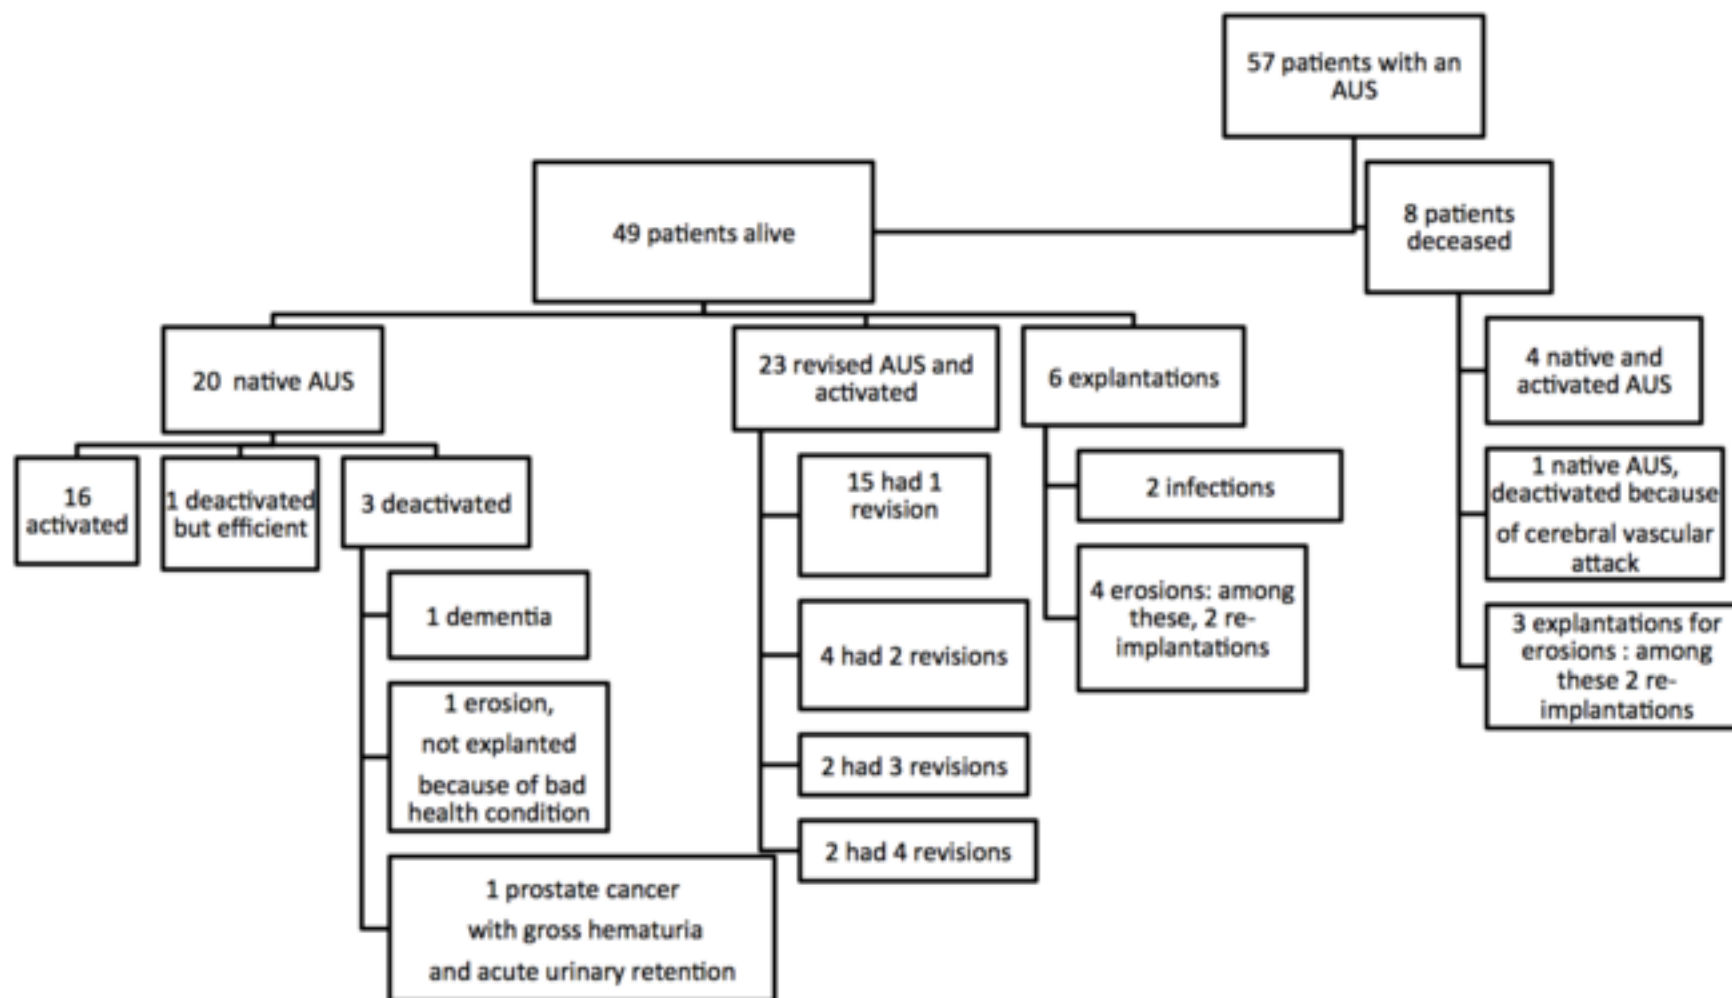 57 patients with an
AUS
49 patients alive
8 patients
deceased
20 native AUS
23 revised AUS and
activated
6 explantations
4 native and
activated AUS
16
activated
1 deactivated
but efficient
3 deactivated
15 had 1
revision
2 infections
1 native AUS,
deactivated because
of cerebral vascular
attack
1 dementia
4 had 2 revisions
4 erosions: among
these, 2 re-
implantations
3 explantations for
erosions : among
these 2 re-
implantations
1 erosion,
not explanted
because of bad
health condition
2 had 3 revisions
2 had 4 revisions
1 prostate cancer
with gross hematuria
and acute urinary retention